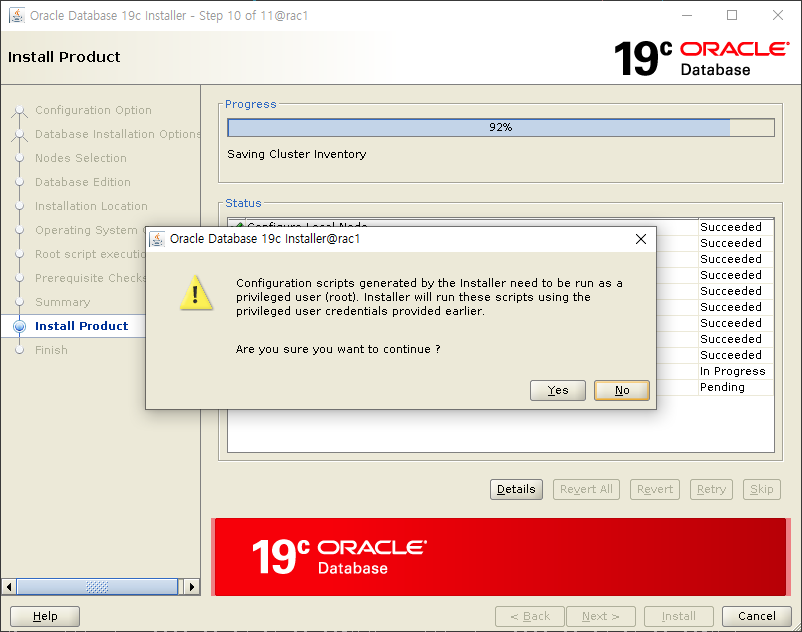 Oracle Database 19c Installer - Step 10 of 11@rac1
Install Product
19c ORACLE
Database
Configuration Option
Database Installation Options
Nodes Selection
Database Edition
Installation Location
Operating System
Root script
Prerequisite Checks
Summary
Install Product
Finish
Progress
92%
Saving Cluster Inventory
Status
Configure Local Node
Succeeded
Succeeded
Succeeded
Succeeded
Succeeded
Succeeded
Succeeded
Succeeded
Succeeded
In Progress
Pending
Oracle Database 19c Installer@rac1
Configuration scripts generated by the Installer need to be run as a
privileged user (root). Installer will run these scripts using the
privileged user credentials provided earlier.
Are you sure you want to continue ?
Yes
No
Details
Revert All
Revert
Retry
Skip
19c ORACLE
Database
Help
< Back
Next >
Install
Cancel